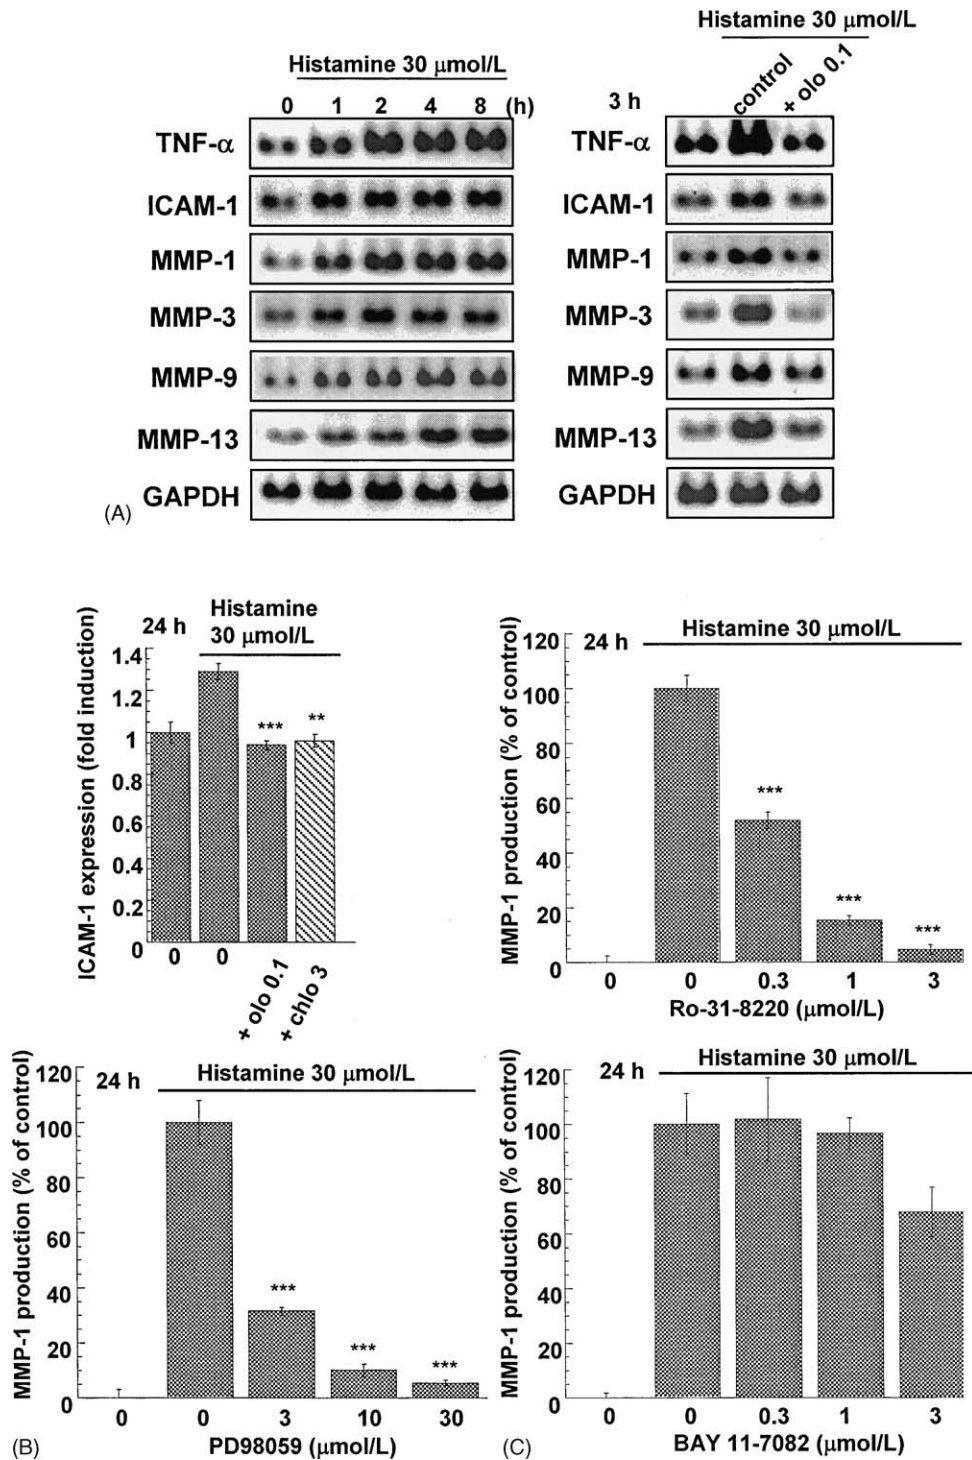 Histamine 30 μmol/L
0 1 2 4 8 (h)
TNF-α
ICAM-1
MMP-1
MMP-3
MMP-9
MMP-13
GAPDH
(A)
Histamine 30 μmol/L
3 h
control
+ olo 0.1
TNF-α
ICAM-1
MMP-1
MMP-3
MMP-9
MMP-13
GAPDH
24 h
Histamine
30 μmol/L
ICAM-1 expression (fold induction)
1.4
1.2
1
0.8
0.6
0.4
0.2
0
***
**
0 0
+ olo 0.1
+ chlo 3
24 h
Histamine 30 μmol/L
MMP-1 production (% of control)
120
100
80
60
40
20
0
***
***
***
0 0 0.3 1 3
Ro-31-8220 (μmol/L)
24 h
Histamine 30 μmol/L
MMP-1 production (% of control)
120
100
80
60
40
20
0
***
***
***
0 0 3 10 30
PD98059 (μmol/L)
(B)
24 h
Histamine 30 μmol/L
MMP-1 production (% of control)
120
100
80
60
40
20
0
0 0 0.3 1 3
BAY 11-7082 (μmol/L)
(C)